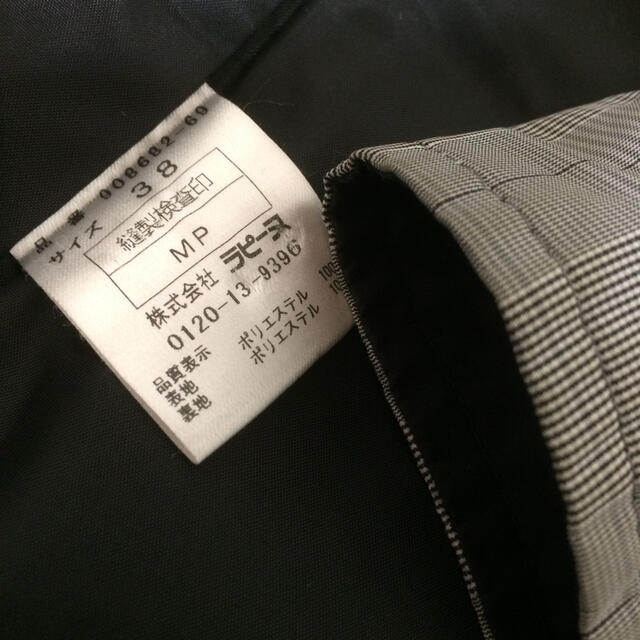 品番 008662-60
サイズ 38
縫製検査印
MP
株式会社 ラピーヌ
0120-13-9396
品質表示
表地 ポリエステル 100
裏地 ポリエステル